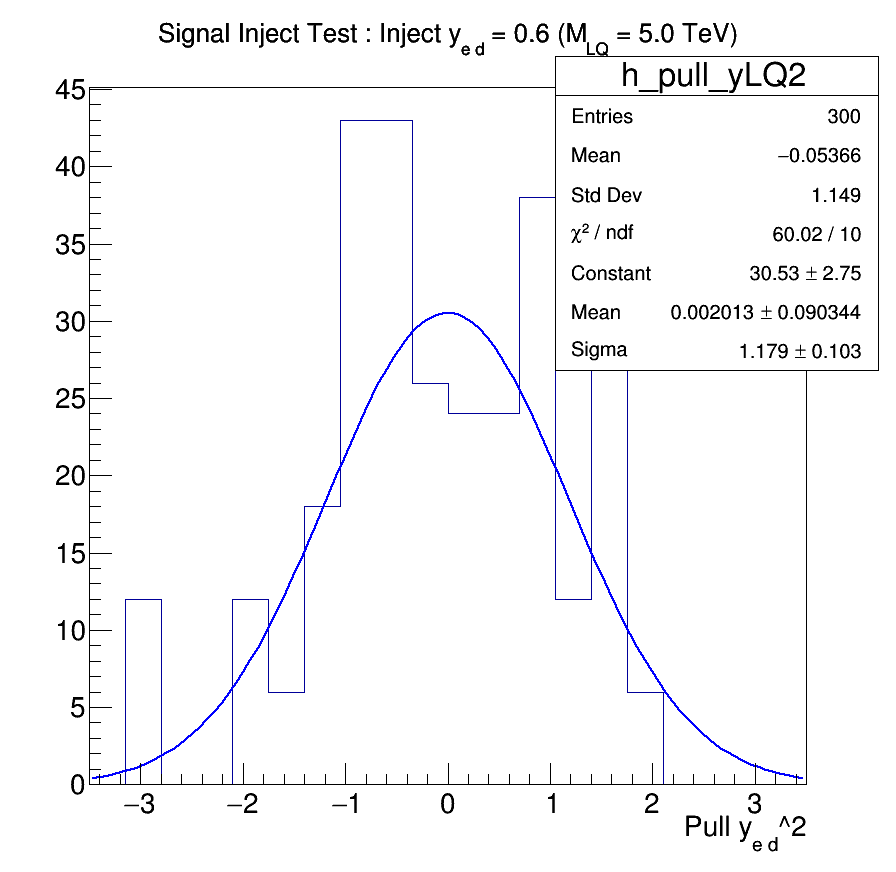 Signal Inject Test : Inject y_{e d} = 0.6 (M_{LQ} = 5.0 TeV)
h_pull_yLQ2
Entries 300
Mean −0.05366
Std Dev 1.149
χ² / ndf 60.02 / 10
Constant 30.53 ± 2.75
Mean 0.002013 ± 0.090344
Sigma 1.179 ± 0.103
45
40
35
30
25
20
15
10
5
0
−3 −2 −1 0 1 2 3
Pull y_{e d}^2